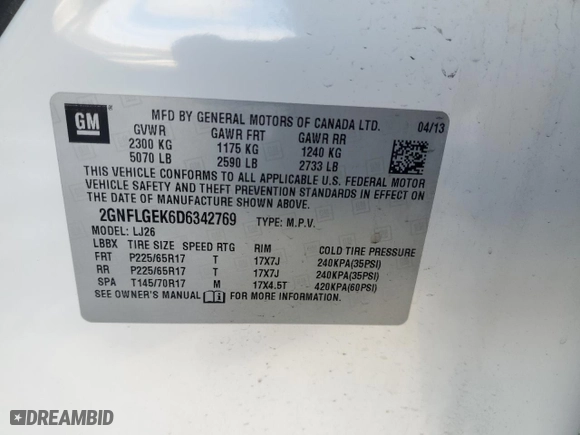 GM
MFD BY GENERAL MOTORS OF CANADA LTD. 04/13
GVWR GAWR FRT GAWR RR
2300 KG 1175 KG 1240 KG
5070 LB 2590 LB 2733 LB
THIS VEHICLE CONFORMS TO ALL APPLICABLE U.S. FEDERAL MOTOR
VEHICLE SAFETY AND THEFT PREVENTION STANDARDS IN EFFECT ON
THE DATE OF MANUFACTURE SHOWN ABOVE.
2GNFLGEK6D6342769 TYPE: M.P.V.
MODEL: LJ26
LBBX TIRE SIZE SPEED RTG RIM COLD TIRE PRESSURE
FRT P225/65R17 T 17X7J 240KPA(35PSI)
RR P225/65R17 T 17X7J 240KPA(35PSI)
SPA T145/70R17 M 17X4.5T 420KPA(60PSI)
SEE OWNER'S MANUAL FOR MORE INFORMATION
DREAMBID